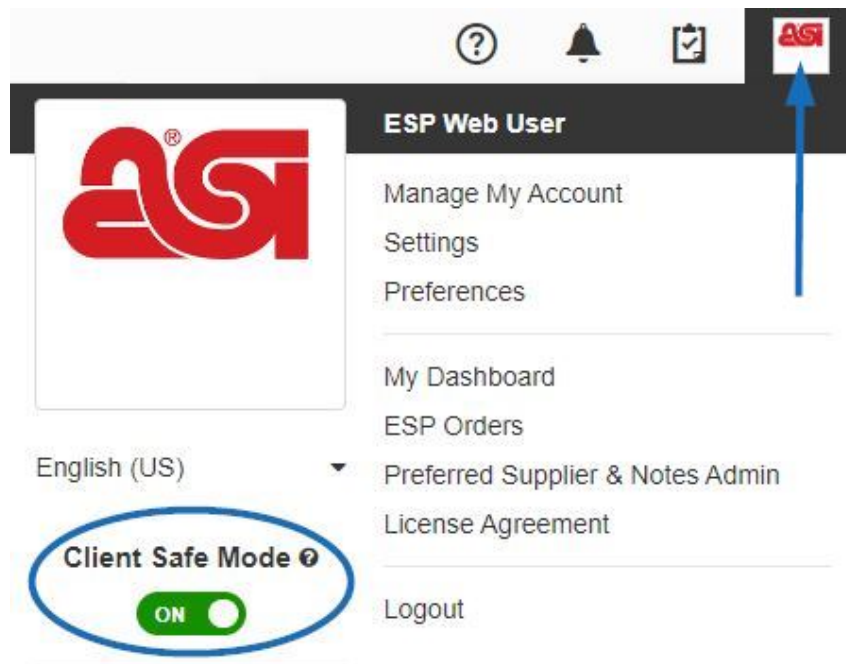 asi
ESP Web User
asi®
Manage My Account
Settings
Preferences
My Dashboard
ESP Orders
Preferred Supplier & Notes Admin
License Agreement
Logout
English (US)
Client Safe Mode ?
ON